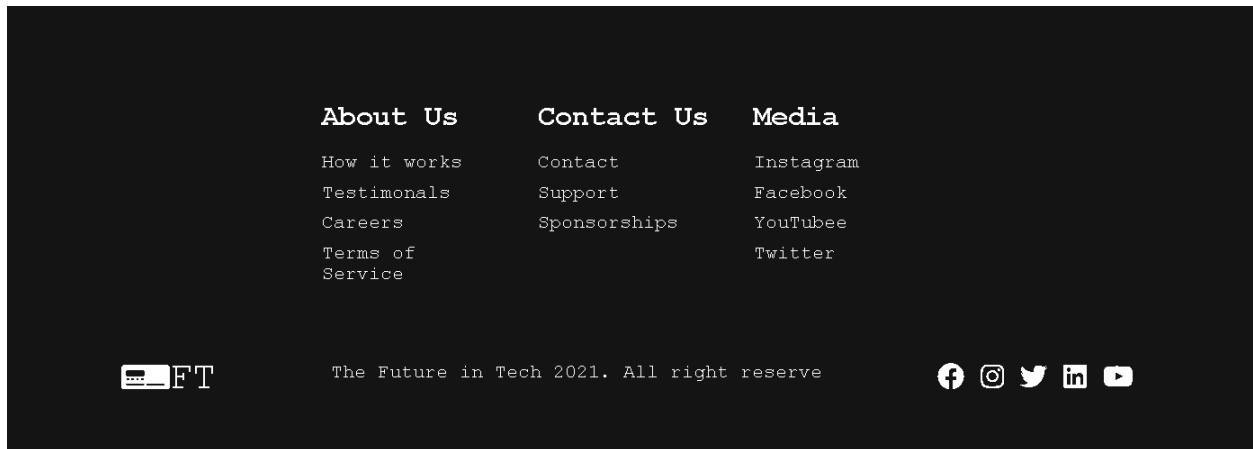 About Us
How it works
Testimonals
Careers
Terms of
Service
Contact Us
Contact
Support
Sponsorships
Media
Instagram
Facebook
YouTubee
Twitter
FT
The Future in Tech 2021. All right reserve
in